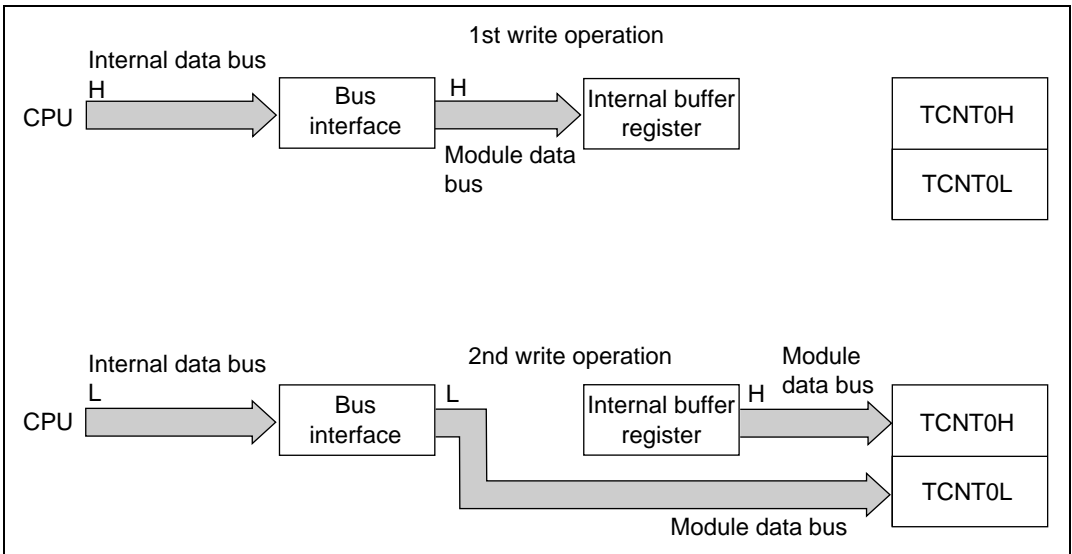 1st write operation
Internal data bus
H
CPU
Bus
interface
H
Module data
bus
Internal buffer
register
TCNT0H
TCNT0L
2nd write operation
Internal data bus
L
CPU
Bus
interface
L
Internal buffer
register
H
Module
data bus
TCNT0H
TCNT0L
Module data bus